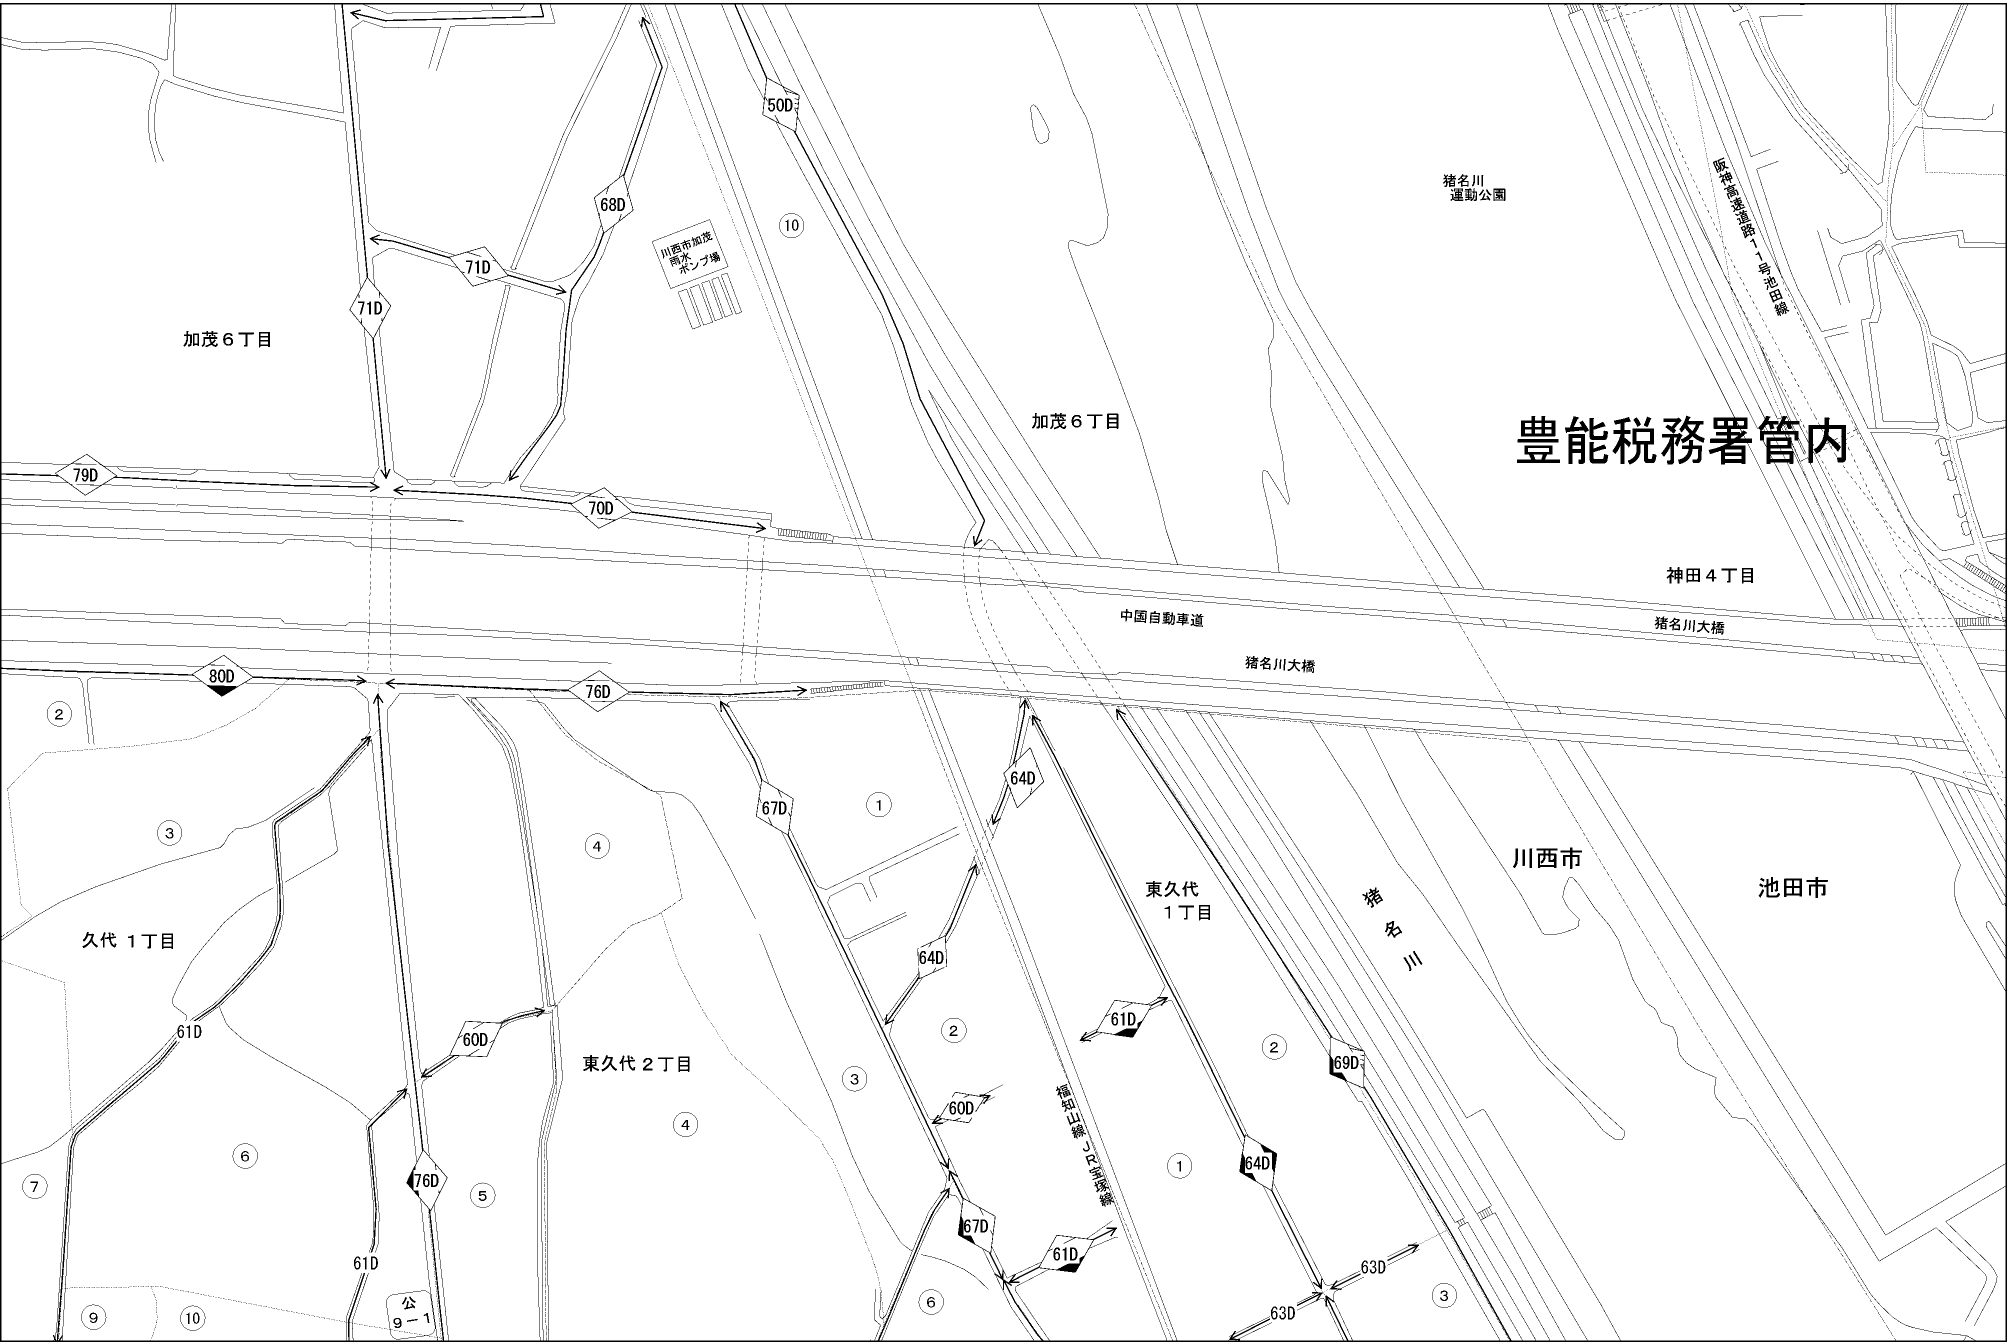 50D
68D
猪名川
運動公園
阪神高速道路11号池田線
⑩
川西市加茂
雨水
ポンプ場
71D
71D
加茂6丁目
加茂6丁目
豊能税務署管内
79D
70D
神田4丁目
中国自動車道
猪名川大橋
猪名川大橋
80D
76D
②
64D
67D
①
③
④
川西市
池田市
東久代
1丁目
猪名川
久代 1丁目
64D
61D
61D
60D
②
②
東久代 2丁目
69D
③
60D
福知山線 JR宝塚線
④
⑥
①
64D
⑦
76D
⑤
67D
61D
61D
63D
③
⑥
公
9-1
⑨
⑩
63D